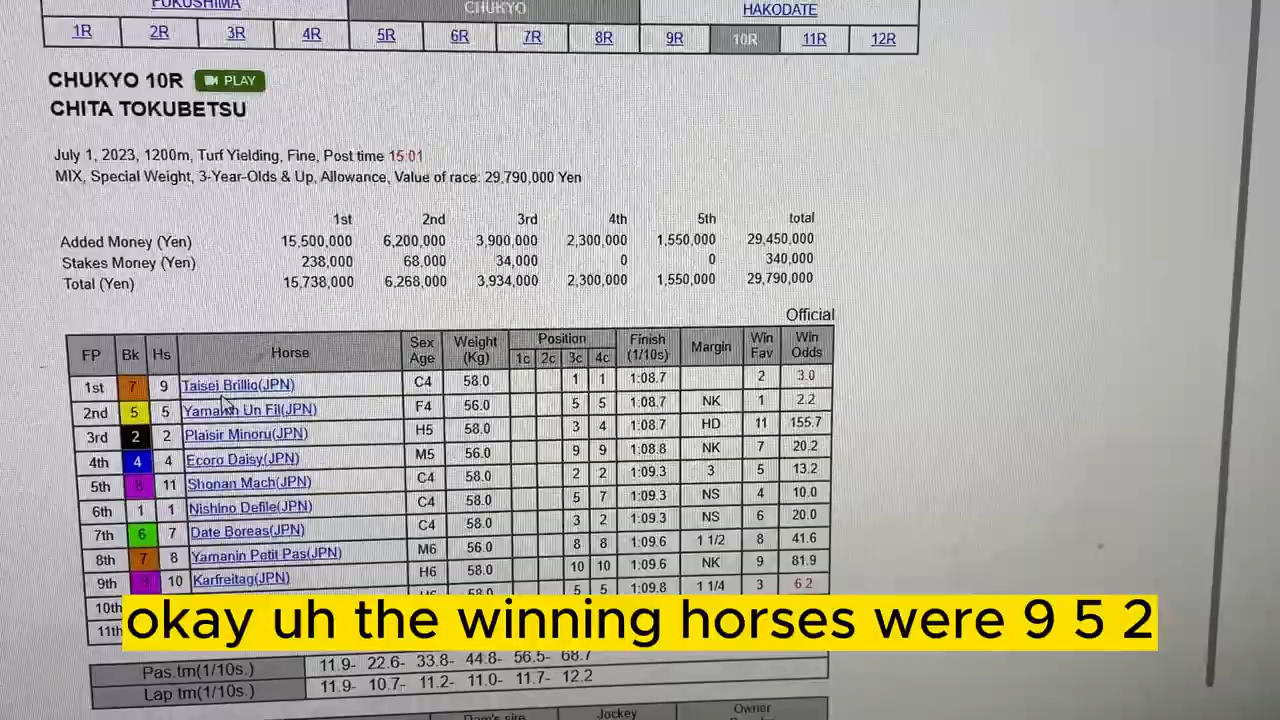 FUKUSHIMA CHUKYO HAKODATE
1R 2R 3R 4R 5R 6R 7R 8R 9R 10R 11R 12R
CHUKYO 10R PLAY
CHITA TOKUBETSU
July 1, 2023, 1200m, Turf Yielding, Fine, Post time 15:01
MIX, Special Weight, 3-Year-Olds & Up, Allowance, Value of race: 29,790,000 Yen
1st 2nd 3rd 4th 5th total
Added Money (Yen) 15,500,000 6,200,000 3,900,000 2,300,000 1,550,000 29,450,000
Stakes Money (Yen) 238,000 68,000 34,000 0 0 340,000
Total (Yen) 15,738,000 6,268,000 3,934,000 2,300,000 1,550,000 29,790,000
Official
FP Bk Hs Horse Sex Age Weight (Kg) Position 1c 2c 3c 4c Finish (1/10s) Margin Win Fav Win Odds
1st 7 9 Taisei Brillio(JPN) C4 58.0 1 1 1:08.7 2 3.0
2nd 5 5 Yamanin Un Fil(JPN) F4 56.0 5 5 1:08.7 NK 1 2.2
3rd 2 2 Plaisir Minoru(JPN) H5 58.0 3 4 1:08.7 HD 11 155.7
4th 4 4 Ecoro Daisy(JPN) M5 56.0 9 9 1:08.8 NK 7 20.2
5th 8 11 Shonan Mach(JPN) C4 58.0 2 2 1:09.3 3 5 13.2
6th 1 1 Nishino Defile(JPN) C4 58.0 5 7 1:09.3 NS 4 10.0
7th 6 7 Date Boreas(JPN) C4 58.0 3 2 1:09.3 NS 6 20.0
8th 7 8 Yamanin Petit Pas(JPN) M6 56.0 8 8 1:09.6 1 1/2 8 41.6
9th 10 Karfreitag(JPN) H6 58.0 10 10 1:09.6 NK 9 81.9
10th 58.0 5 5 1:09.8 1 1/4 3 6.2
11th
okay uh the winning horses were 9 5 2
Pas.tm(1/10s.) 11.9- 22.6- 33.8- 44.8- 56.5- 68.7
Lap tm(1/10s.) 11.9- 10.7- 11.2- 11.0- 11.7- 12.2
Dam's sire Jockey Owner